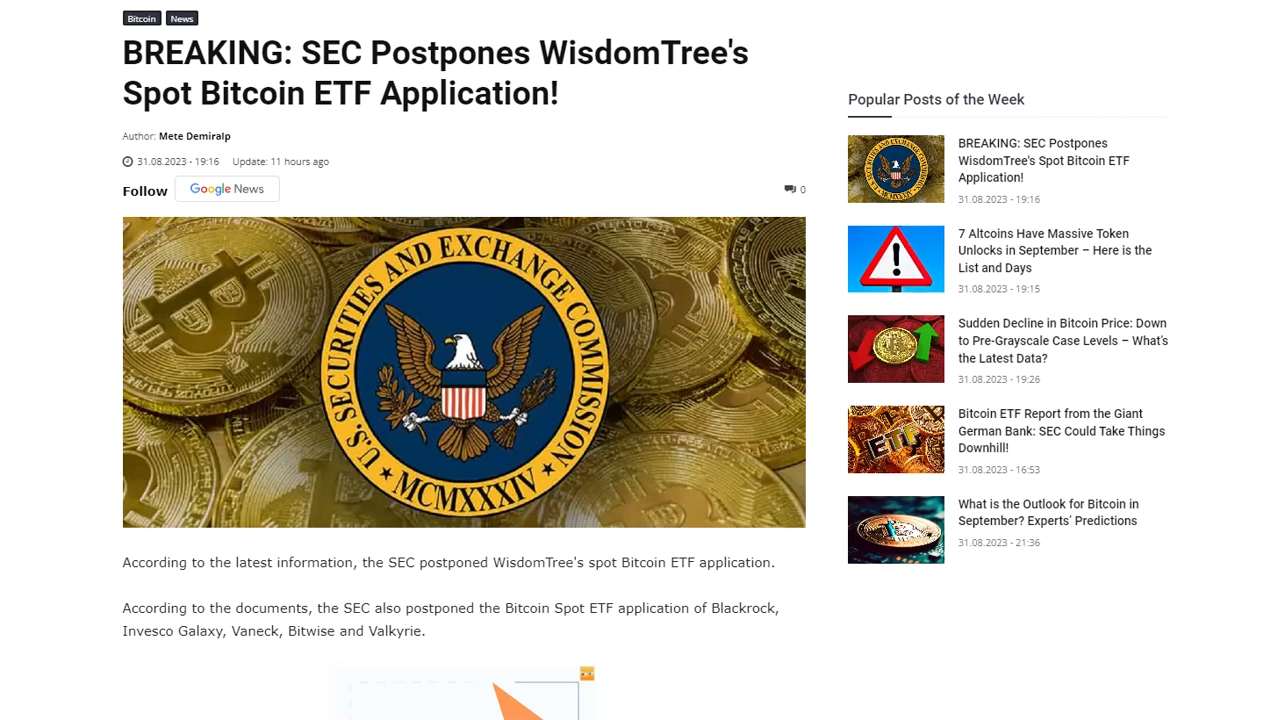 Bitcoin News
BREAKING: SEC Postpones WisdomTree's
Spot Bitcoin ETF Application!
Author: Mete Demiralp
31.08.2023 - 19:16 Update: 11 hours ago
Follow Google News
0
U.S. SECURITIES AND EXCHANGE COMMISSION
MCMXXXIV
According to the latest information, the SEC postponed WisdomTree's spot Bitcoin ETF application.
According to the documents, the SEC also postponed the Bitcoin Spot ETF application of Blackrock,
Invesco Galaxy, Vaneck, Bitwise and Valkyrie.
Popular Posts of the Week
BREAKING: SEC Postpones
WisdomTree's Spot Bitcoin ETF
Application!
31.08.2023 - 19:16
7 Altcoins Have Massive Token
Unlocks in September – Here is the
List and Days
31.08.2023 - 19:15
Sudden Decline in Bitcoin Price: Down
to Pre-Grayscale Case Levels – What's
the Latest Data?
31.08.2023 - 19:26
ETF
Bitcoin ETF Report from the Giant
German Bank: SEC Could Take Things
Downhill!
31.08.2023 - 16:53
What is the Outlook for Bitcoin in
September? Experts' Predictions
31.08.2023 - 21:36